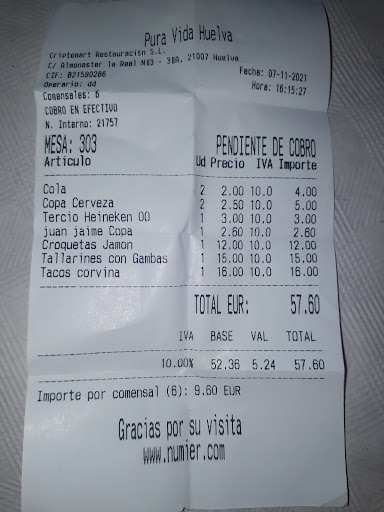 Pura Vida Huelva
Criptomart Restauración S.L.
C/ Almonaster la Real Nº3 - 38A, 21007 Huelva
CIF: B21590286
Fecha: 07-11-2021
Operario: dd
Hora: 16:15:27
Comensales: 6
COBRO EN EFECTIVO
N. Interno: 21757
MESA: 303 PENDIENTE DE COBRO
Artículo Ud Precio IVA Importe
Cola 2 2.00 10.0 4.00
Copa Cerveza 2 2.50 10.0 5.00
Tercio Heineken 00 1 3.00 10.0 3.00
juan jaime Copa 1 2.60 10.0 2.60
Croquetas Jamon 1 12.00 10.0 12.00
Tallarines con Gambas 1 15.00 10.0 15.00
Tacos corvina 1 16.00 10.0 16.00
TOTAL EUR: 57.60
IVA BASE VAL TOTAL
10.00% 52.36 5.24 57.60
Importe por comensal (6): 9.60 EUR
Gracias por su visita
www.numier.com